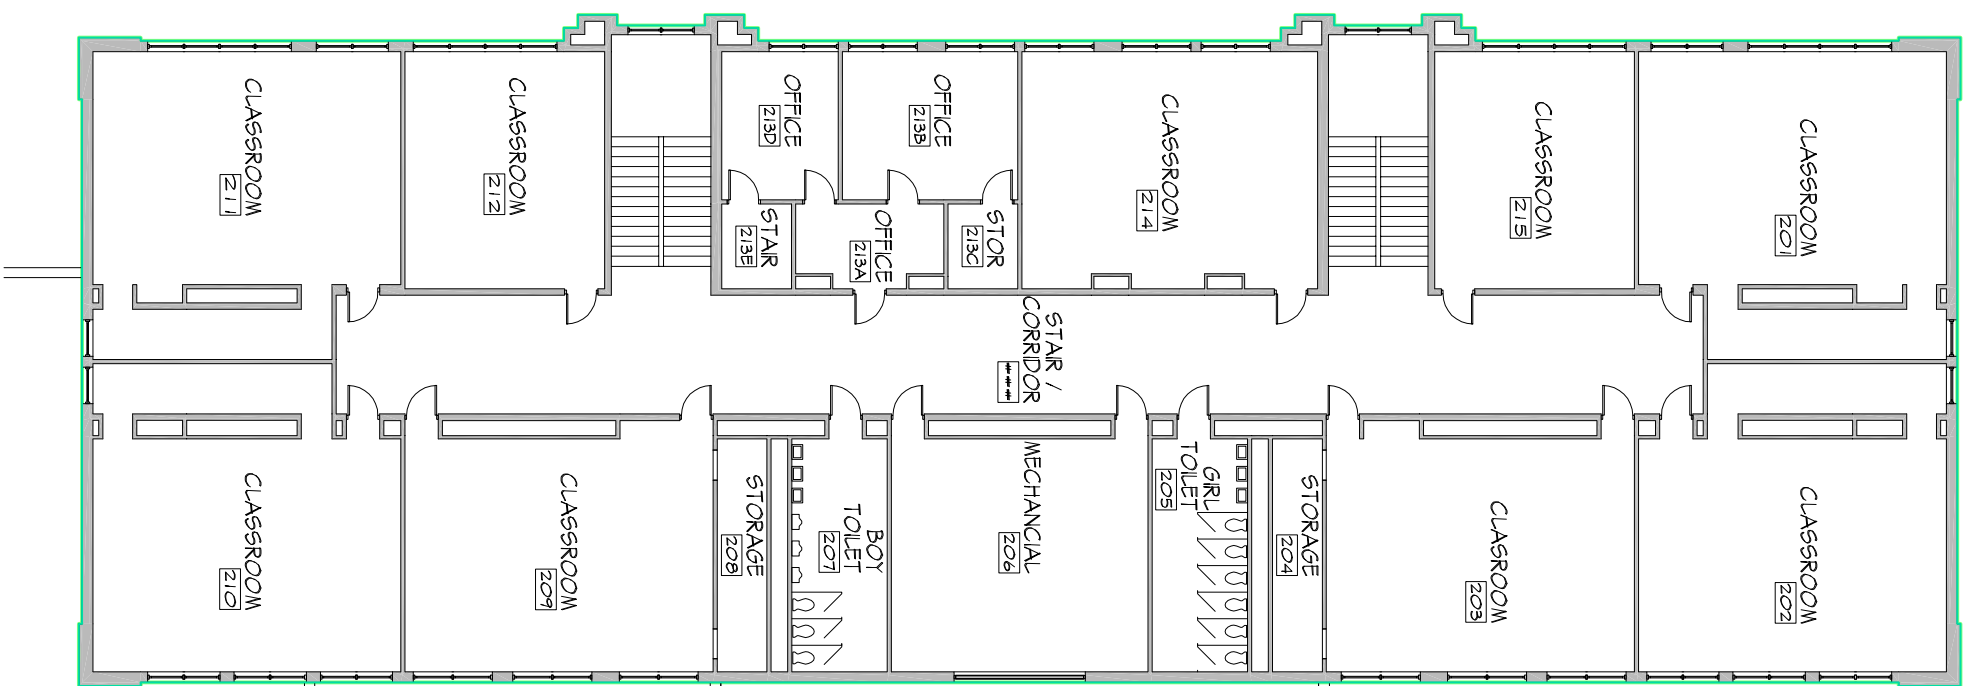 CLASSROOM
211
CLASSROOM
212
OFFICE
213D
OFFICE
213B
CLASSROOM
214
CLASSROOM
215
CLASSROOM
201
STAIR
213E
OFFICE
213A
STOR
213C
STAIR /
CORRIDOR
###
CLASSROOM
210
CLASSROOM
209
STORAGE
208
BOY
TOILET
207
MECHANCIAL
206
GIRL
TOILET
205
STORAGE
204
CLASSROOM
203
CLASSROOM
202